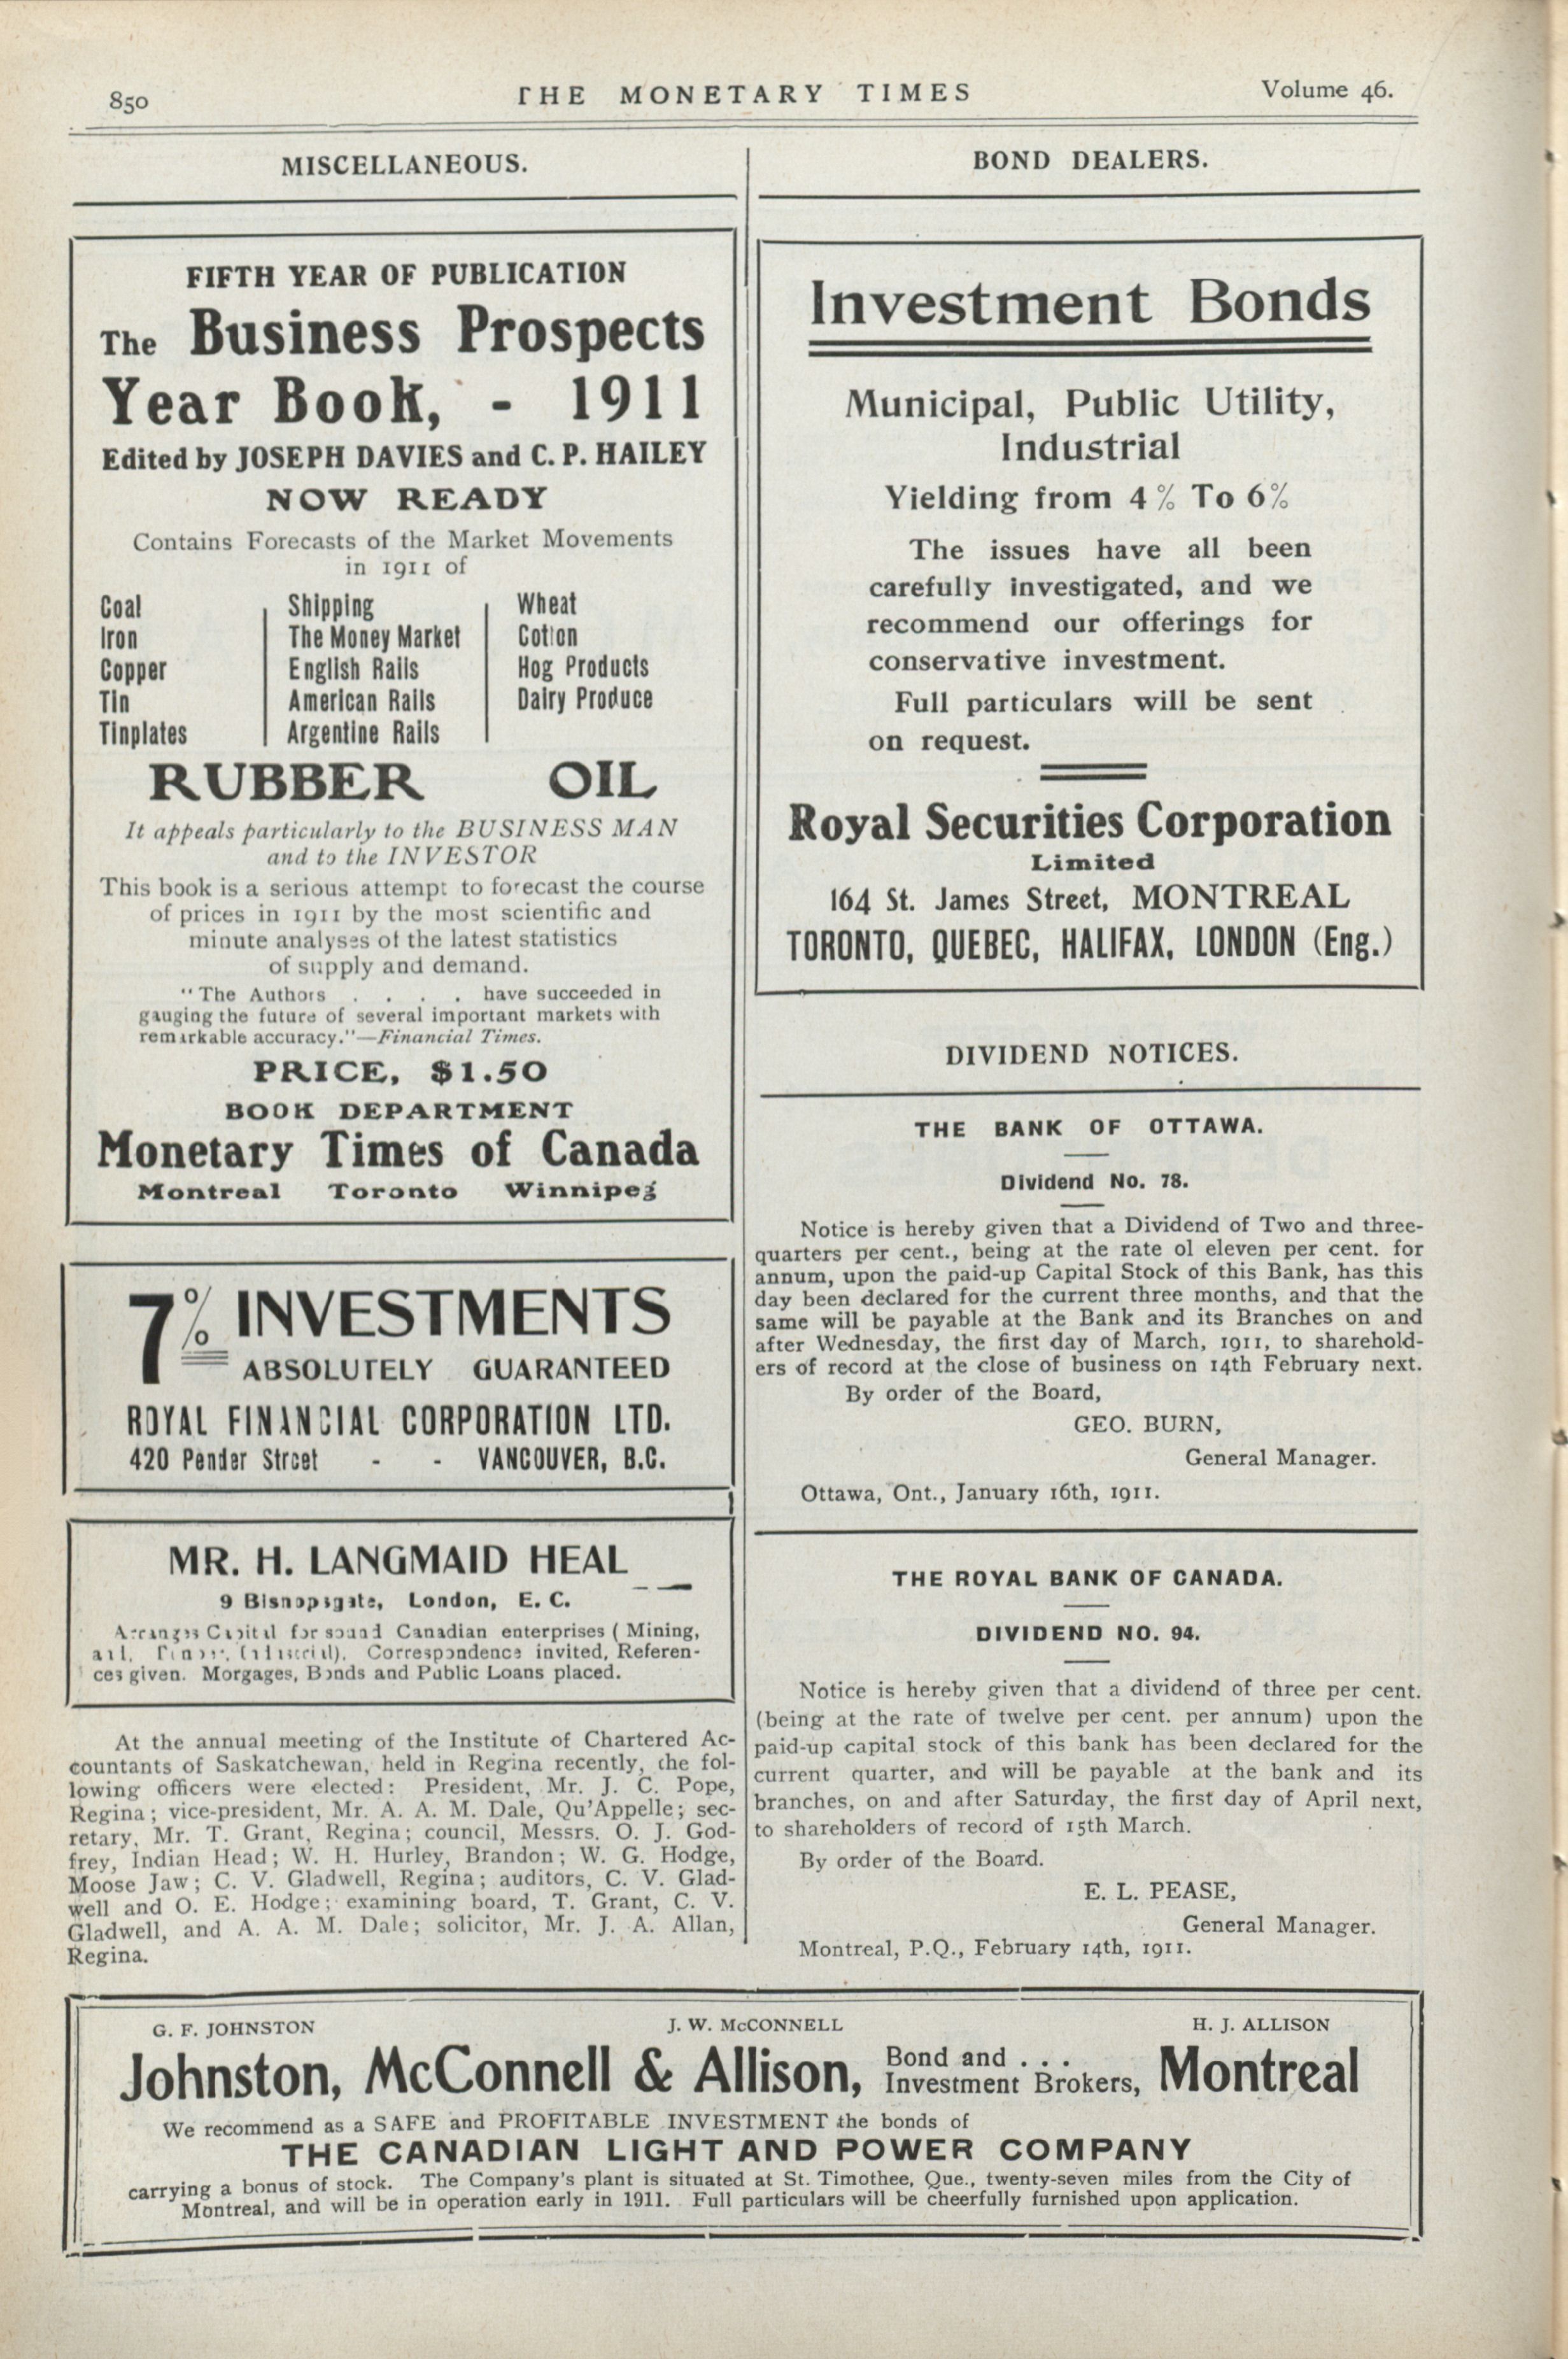 850
THE MONETARY TIMES
Volume 46.
MISCELLANEOUS.
FIFTH YEAR OF PUBLICATION
The Business Prospects
Year Book, - 1911
Edited by JOSEPH DAVIES and C. P. HAILEY
NOW READY
Contains Forecasts of the Market Movements
in 1911 of
Coal
Iron
Copper
Tin
Tinplates
Shipping
The Money Market
English Rails
American Rails
Argentine Rails
Wheat
Cotton
Hog Products
Dairy Produce
RUBBER OIL
It appeals particularly to the BUSINESS MAN
and to the INVESTOR
This book is a serious attempt to forecast the course
of prices in 1911 by the most scientific and
minute analyses of the latest statistics
of supply and demand.
"The Authors . . . . have succeeded in
gauging the future of several important markets with
remarkable accuracy."—Financial Times.
PRICE, $1.50
BOOK DEPARTMENT
Monetary Times of Canada
Montreal Toronto Winnipeg
7% INVESTMENTS
ABSOLUTELY GUARANTEED
ROYAL FINANCIAL CORPORATION LTD.
420 Pender Street - - VANCOUVER, B.C.
MR. H. LANGMAID HEAL
9 Bishopsgate, London, E. C.
Arranges Capital for sound Canadian enterprises ( Mining,
Correspondence invited, Referen-
ces given. Morgages, Bonds and Public Loans placed.
At the annual meeting of the Institute of Chartered Ac-
countants of Saskatchewan, held in Regina recently, the fol-
lowing officers were elected: President, Mr. J. C. Pope,
Regina; vice-president, Mr. A. A. M. Dale, Qu'Appelle; sec-
retary, Mr. T. Grant, Regina; council, Messrs. O. J. God-
frey, Indian Head; W. H. Hurley, Brandon; W. G. Hodge,
Moose Jaw; C. V. Gladwell, Regina; auditors, C. V. Glad-
well and O. E. Hodge; examining board, T. Grant, C. V.
Gladwell, and A. A. M. Dale; solicitor, Mr. J. A. Allan,
Regina.
BOND DEALERS.
Investment Bonds
Municipal, Public Utility,
Industrial
Yielding from 4% To 6%
The issues have all been
carefully investigated, and we
recommend our offerings for
conservative investment.
Full particulars will be sent
on request.
Royal Securities Corporation
Limited
164 St. James Street, MONTREAL
TORONTO, QUEBEC, HALIFAX, LONDON (Eng.)
DIVIDEND NOTICES.
THE BANK OF OTTAWA.
Dividend No. 78.
Notice is hereby given that a Dividend of Two and three-
quarters per cent., being at the rate of eleven per cent. for
annum, upon the paid-up Capital Stock of this Bank, has this
day been declared for the current three months, and that the
same will be payable at the Bank and its Branches on and
after Wednesday, the first day of March, 1911, to sharehold-
ers of record at the close of business on 14th February next.
By order of the Board,
GEO. BURN,
General Manager.
Ottawa, Ont., January 16th, 1911.
THE ROYAL BANK OF CANADA.
DIVIDEND NO. 94.
Notice is hereby given that a dividend of three per cent.
(being at the rate of twelve per cent. per annum) upon the
paid-up capital stock of this bank has been declared for the
current quarter, and will be payable at the bank and its
branches, on and after Saturday, the first day of April next,
to shareholders of record of 15th March.
By order of the Board.
E. L. PEASE,
General Manager.
Montreal, P.Q., February 14th, 1911.
G. F. JOHNSTON J. W. McCONNELL H. J. ALLISON
Johnston, McConnell & Allison, Bond and . . . Investment Brokers, Montreal
We recommend as a SAFE and PROFITABLE INVESTMENT the bonds of
THE CANADIAN LIGHT AND POWER COMPANY
carrying a bonus of stock. The Company's plant is situated at St. Timothee, Que., twenty-seven miles from the City of
Montreal, and will be in operation early in 1911. Full particulars will be cheerfully furnished upon application.